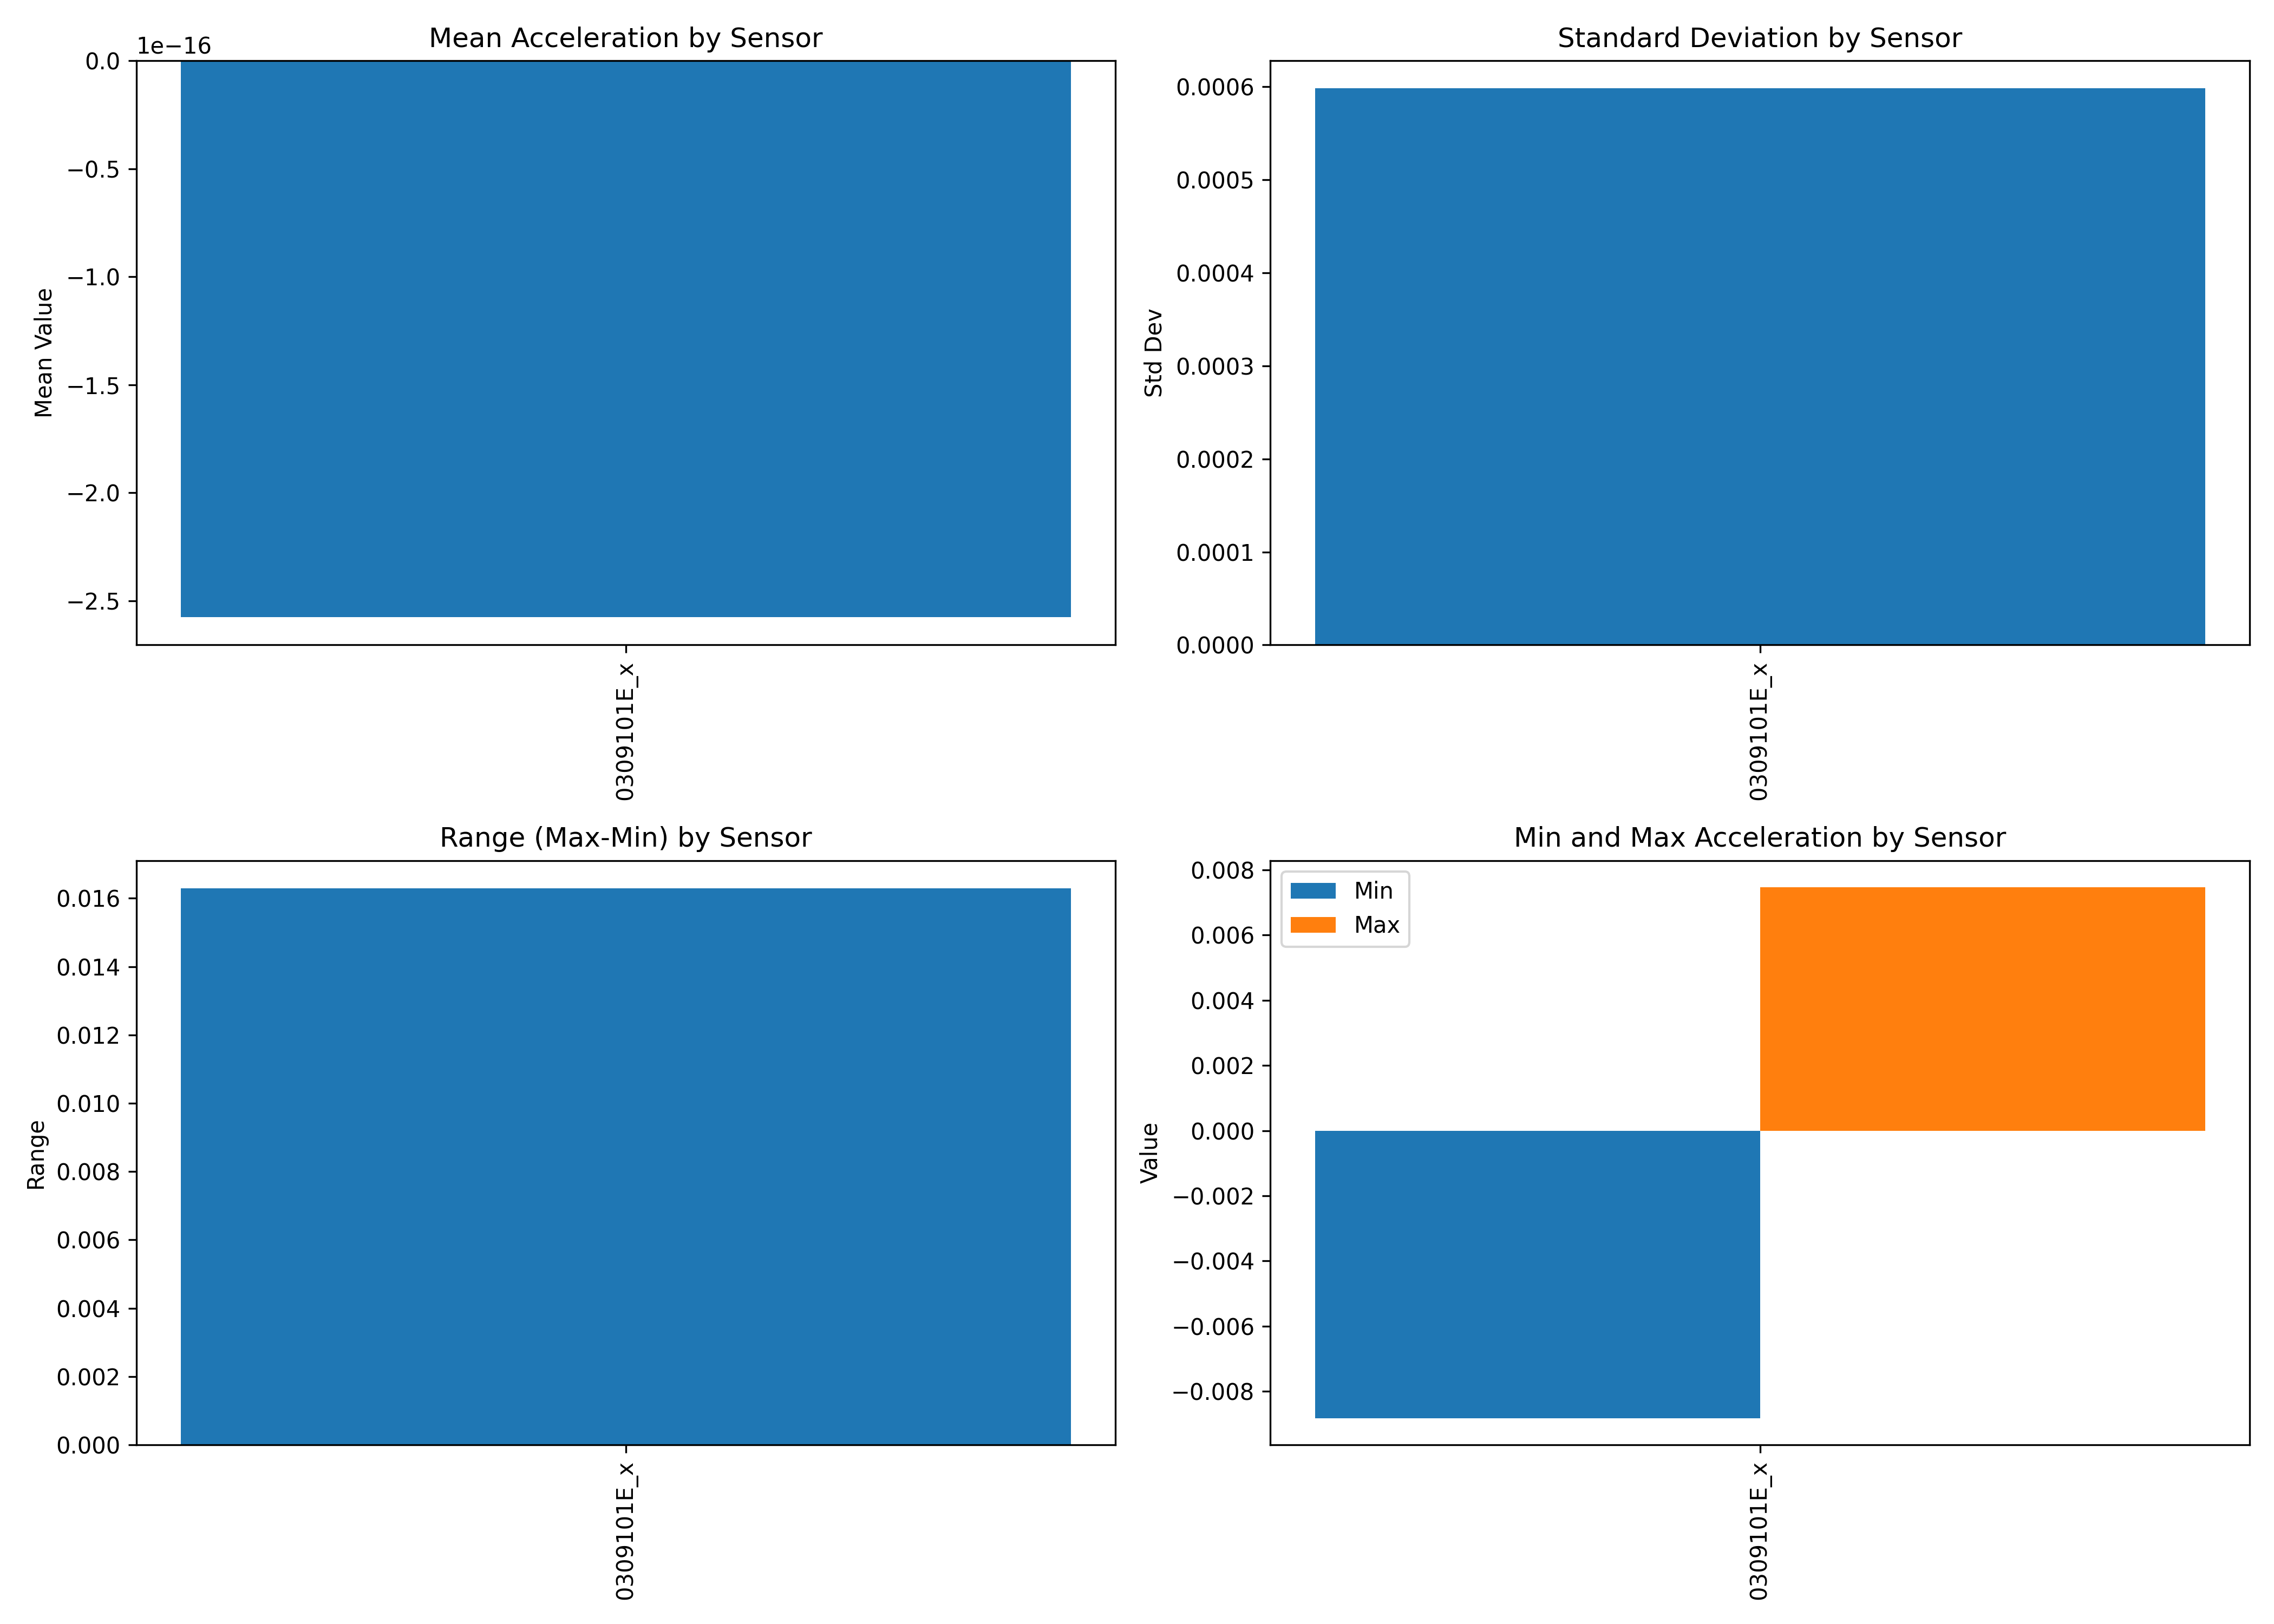 Mean Acceleration by Sensor
1e−16
0.0
−0.5
−1.0
−1.5
−2.0
−2.5
Mean Value
03091​01E_x
Standard Deviation by Sensor
0.0006
0.0005
0.0004
0.0003
0.0002
0.0001
0.0000
Std Dev
0309101E_x
Range (Max-Min) by Sensor
0.016
0.014
0.012
0.010
0.008
0.006
0.004
0.002
0.000
Range
0309101E_x
Min and Max Acceleration by Sensor
Min
Max
0.008
0.006
0.004
0.002
0.000
−0.002
−0.004
−0.006
−0.008
Value
0309101E_x